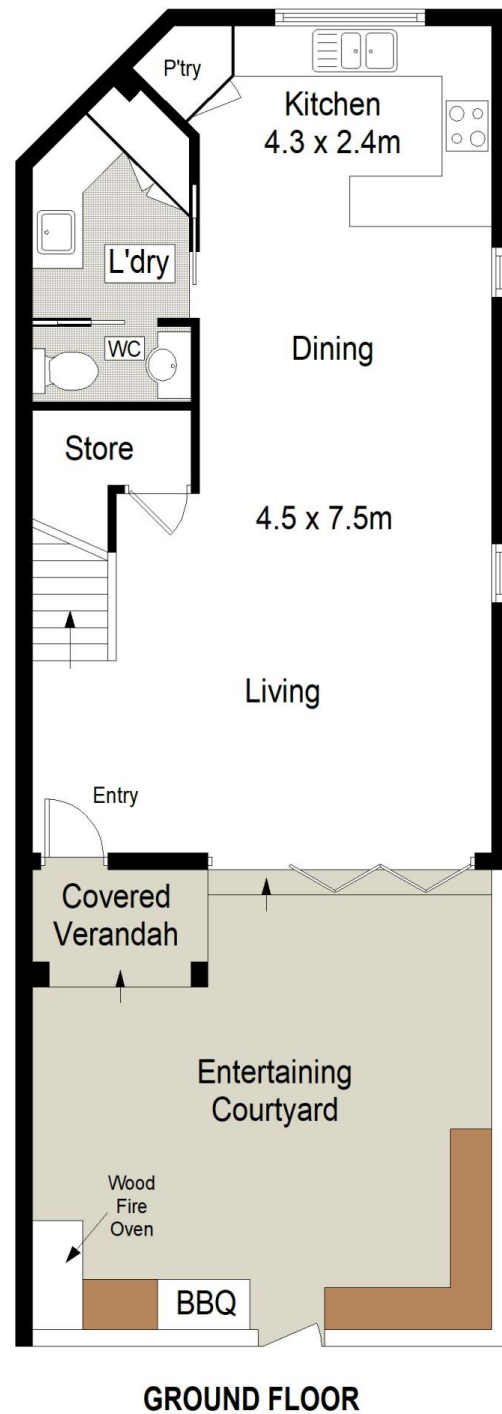 P'try
Kitchen
4.3 x 2.4m
L'dry
WC
Dining
Store
4.5 x 7.5m
Living
Entry
Covered
Verandah
Entertaining
Courtyard
Wood
Fire
Oven
BBQ
GROUND FLOOR